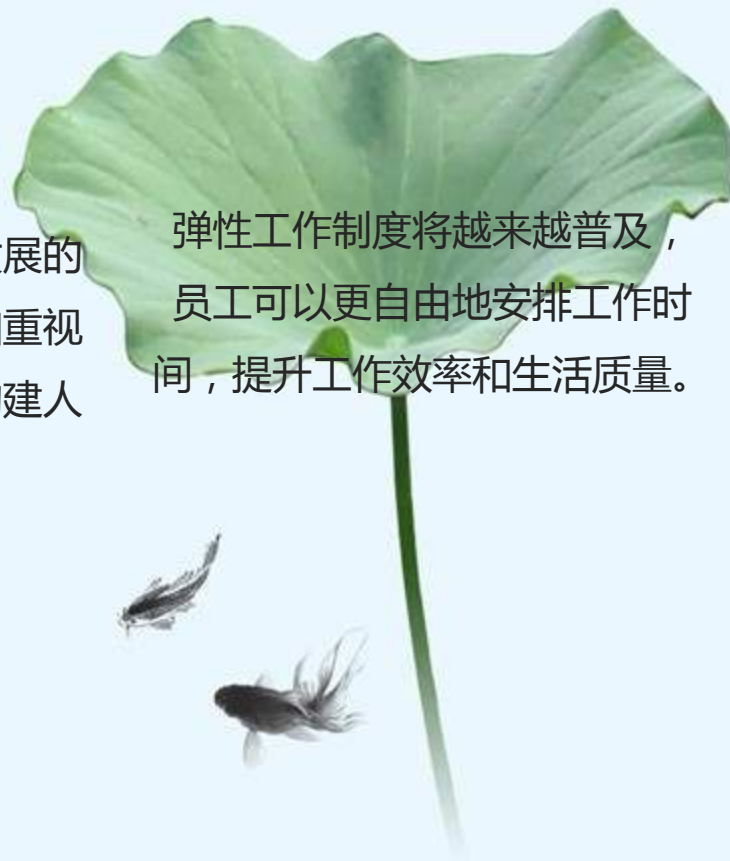 展的
重视
建人
弹性工作制度将越来越普及，
员工可以更自由地安排工作时
间，提升工作效率和生活质量。